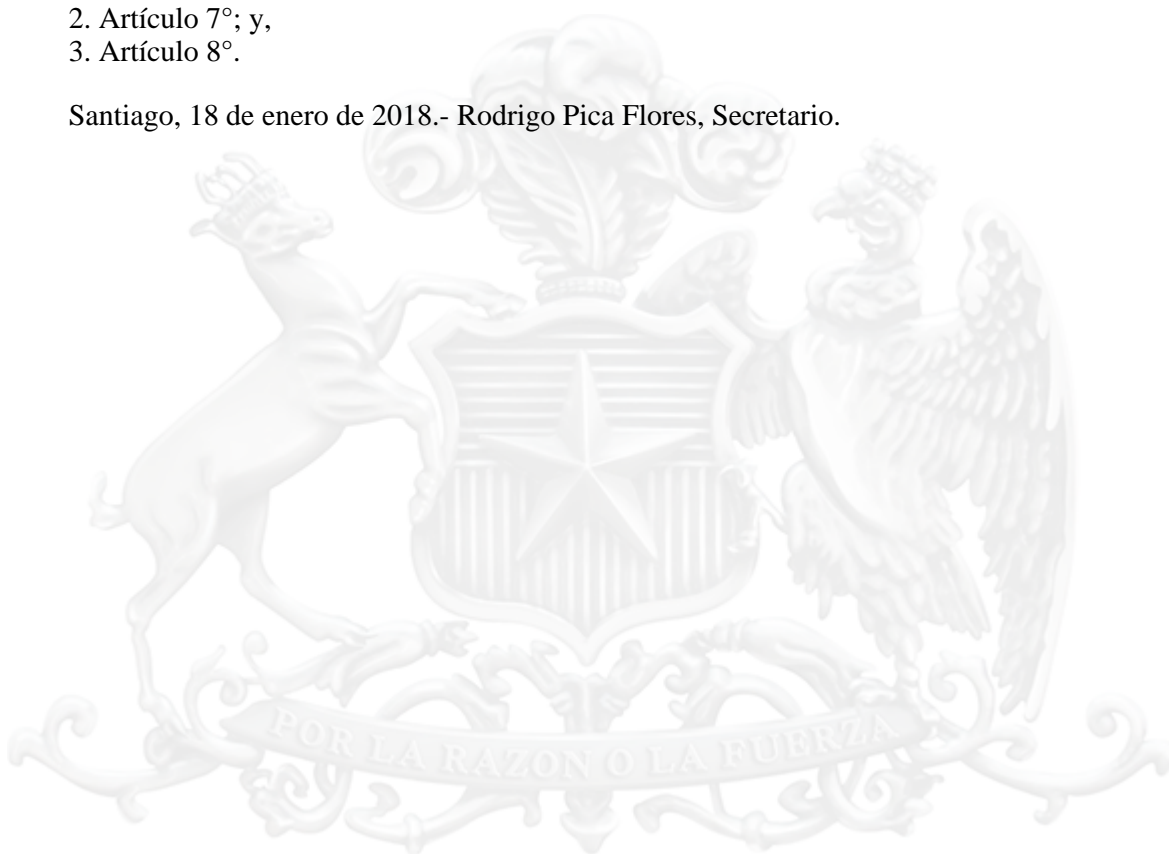 2. Artículo 7°; y,
3. Artículo 8°.
Santiago, 18 de enero de 2018.- Rodrigo Pica Flores, Secretario.
POR LA RAZON O LA FUERZA